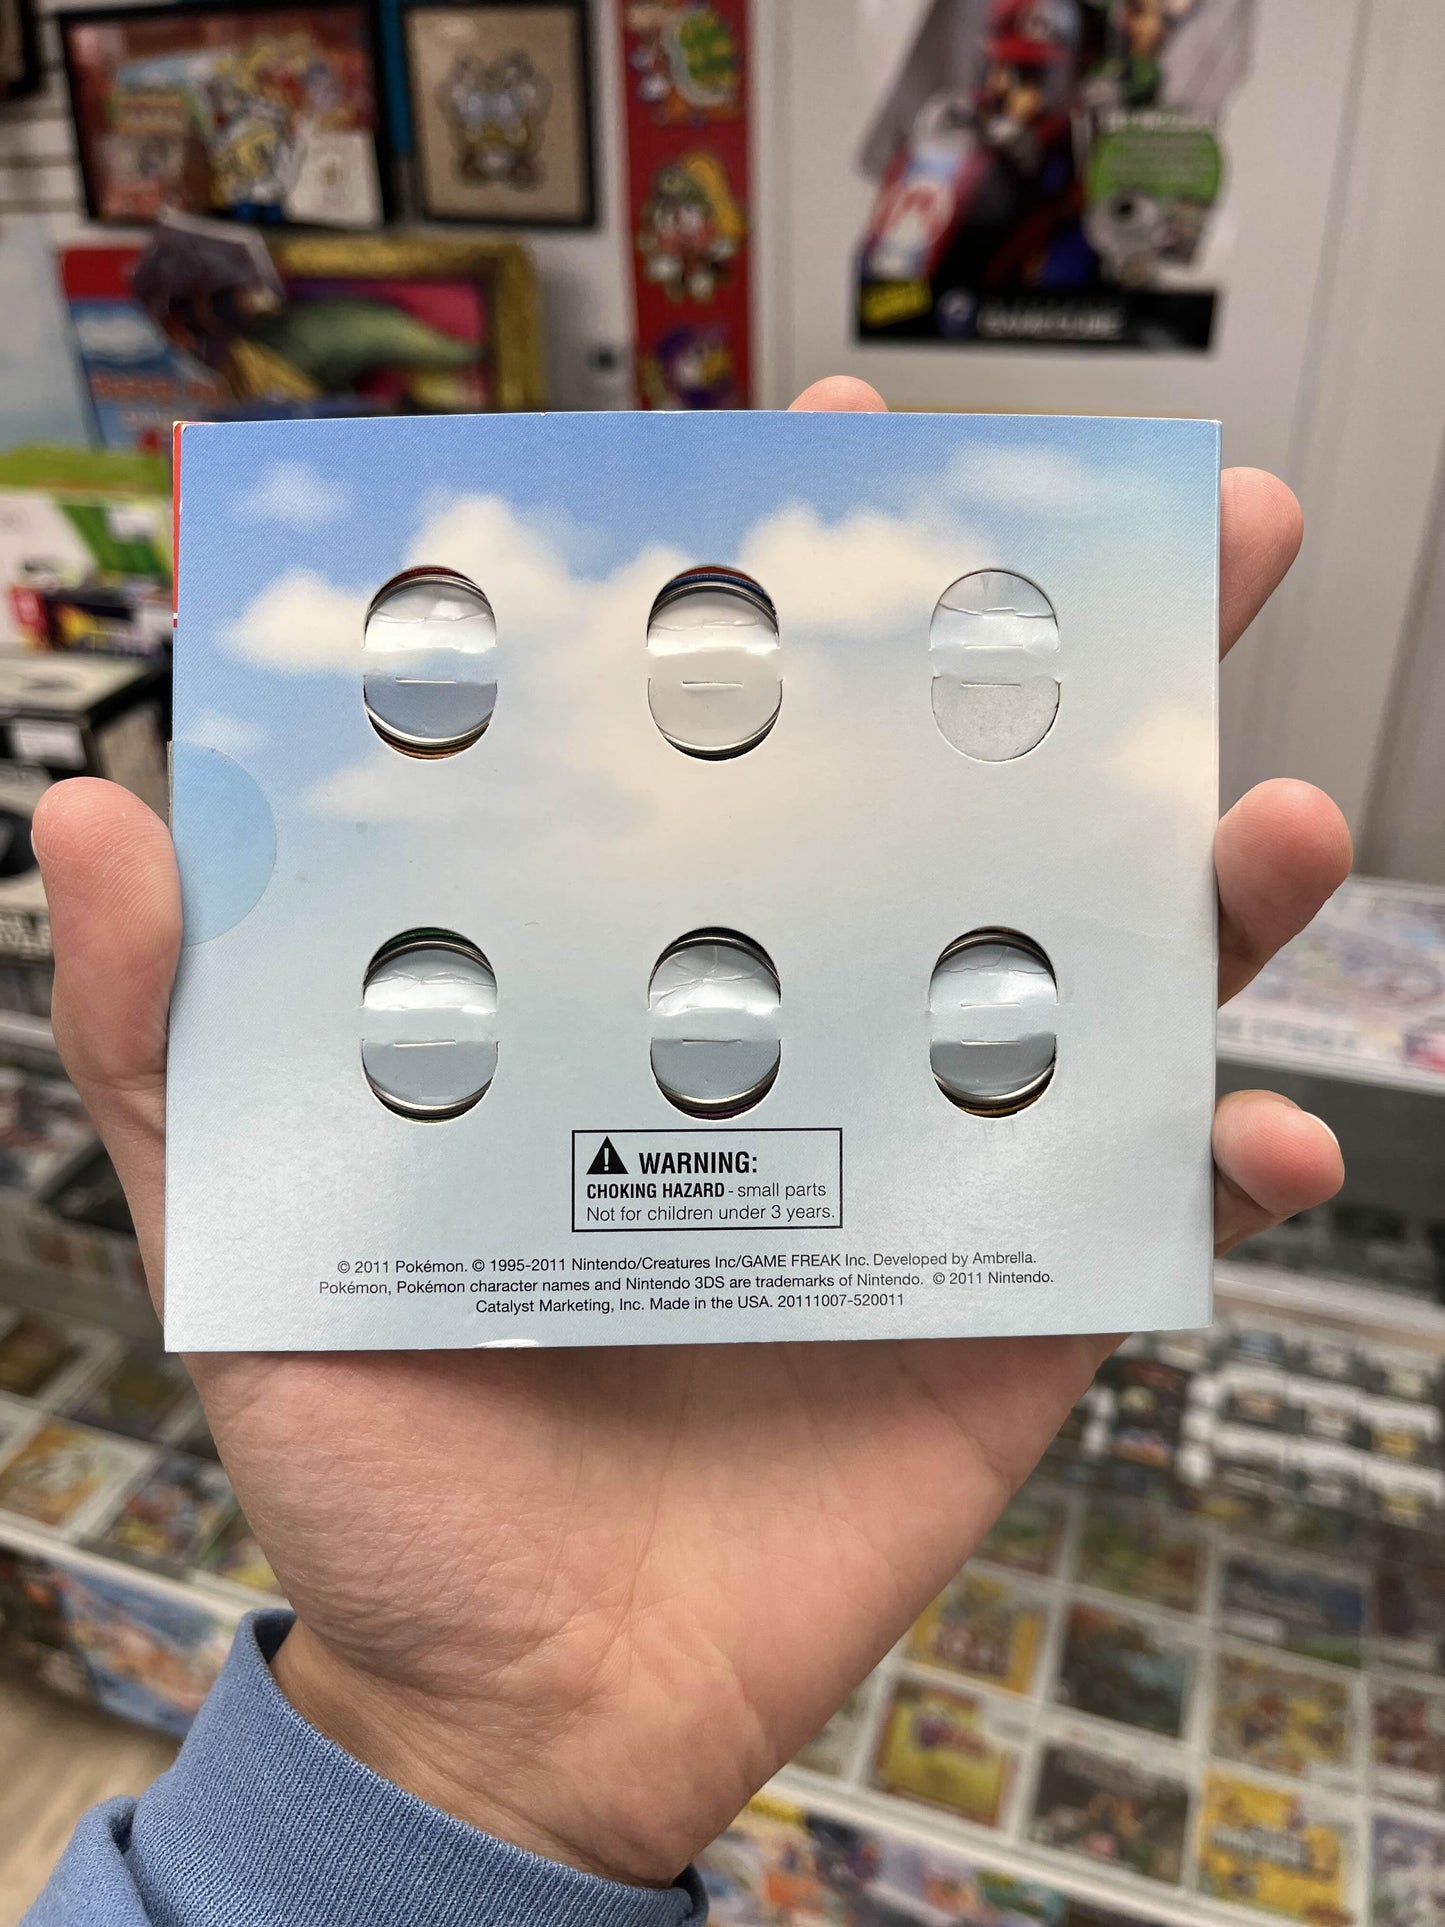 WARNING:
CHOKING HAZARD - small parts
Not for children under 3 years.
© 2011 Pokémon. © 1995-2011 Nintendo/Creatures Inc/GAME FREAK Inc. Developed by Ambrella.
Pokémon, Pokémon character names and Nintendo 3DS are trademarks of Nintendo.  © 2011 Nintendo.
Catalyst Marketing, Inc. Made in the USA. 20111007-520011